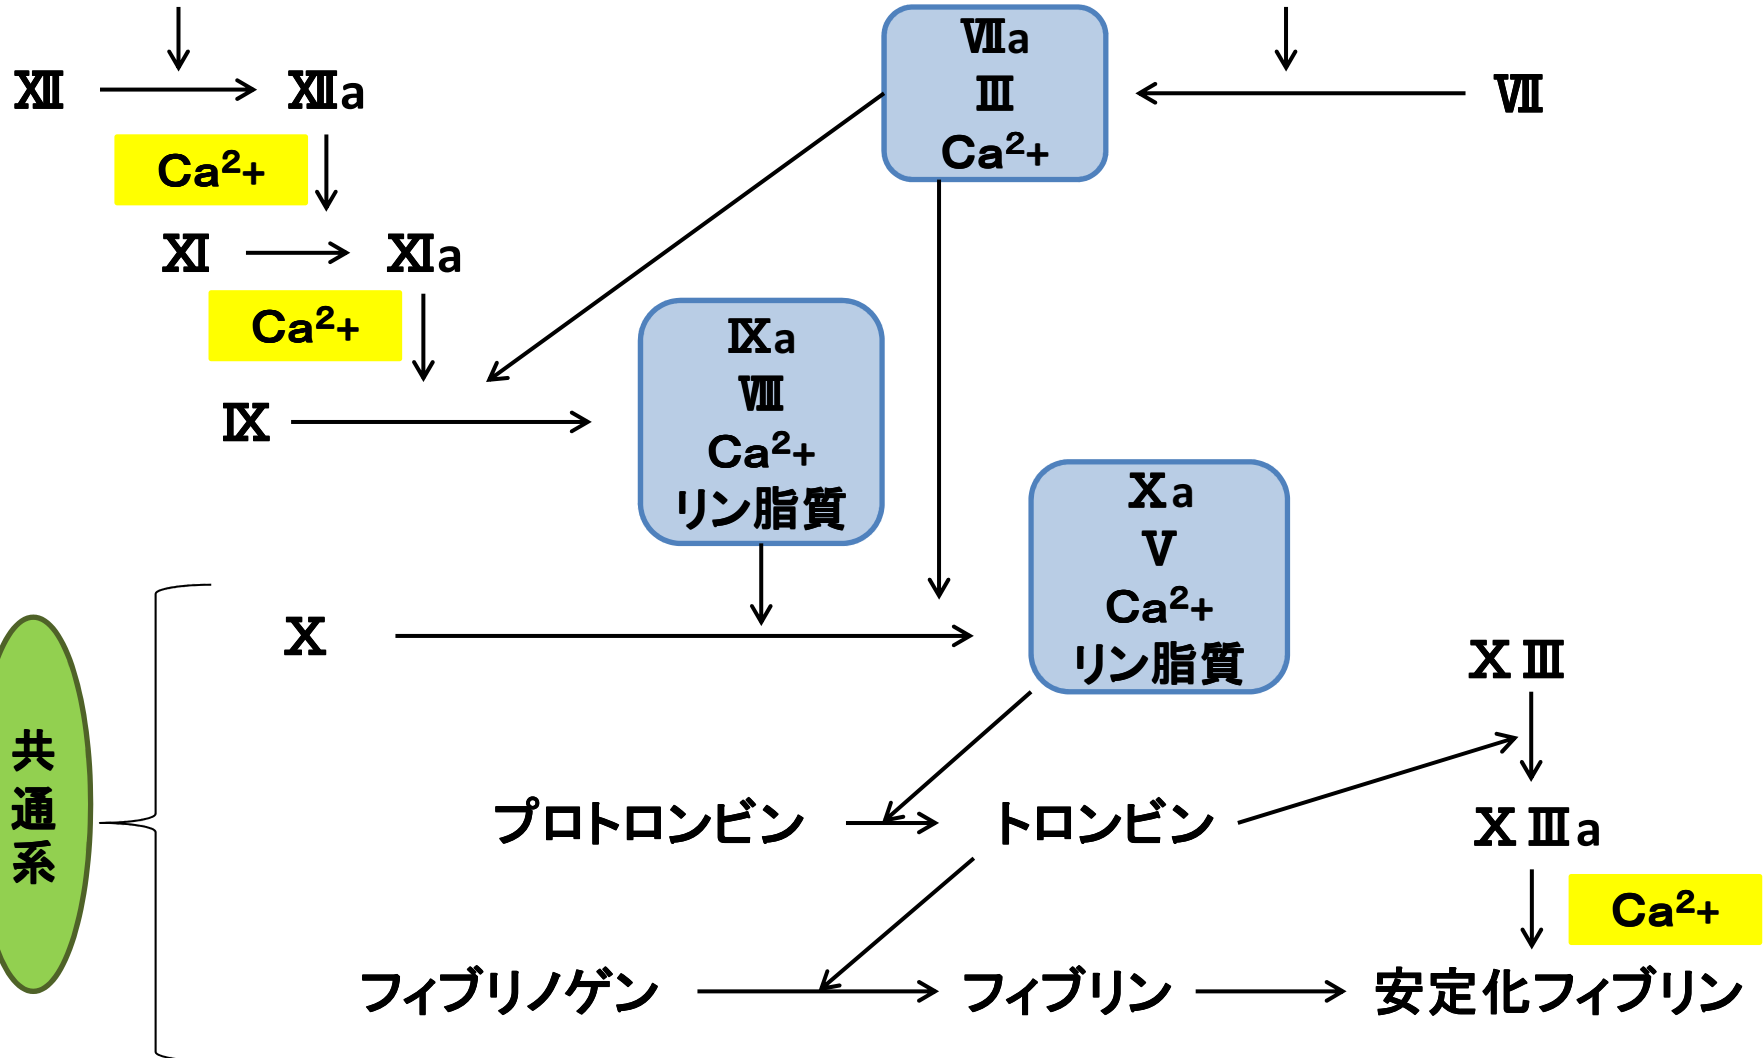 Ⅻ
Ⅻa
Ⅶa
Ⅲ
Ca²+
Ⅶ
Ca²+
Ⅺ
Ⅺa
Ca²+
Ⅸ
Ⅸa
Ⅷ
Ca²+
リン脂質
Ⅹ
Ⅹa
Ⅴ
Ca²+
リン脂質
ⅩⅢ
共通系
プロトロンビン
トロンビン
ⅩⅢa
Ca²+
フィブリノゲン
フィブリン
安定化フィブリン